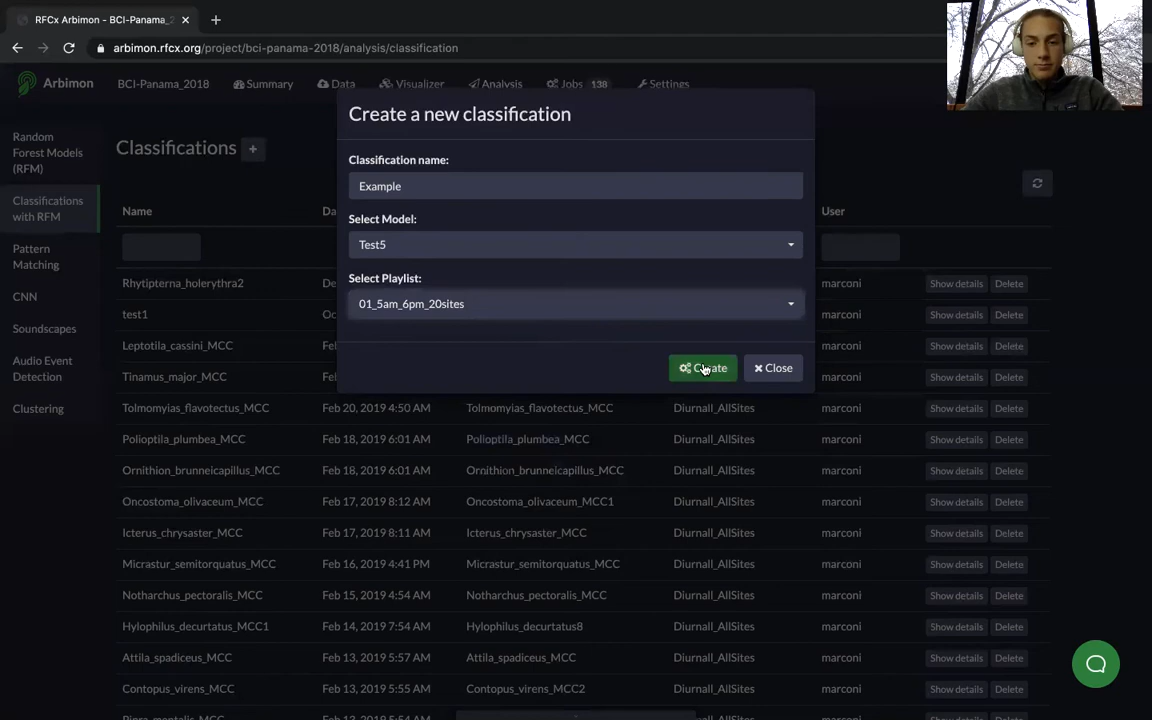 RFCx Arbimon - BCI-Panama_2
arbimon.rfcx.org/project/bci-panama-2018/analysis/classification
Arbimon BCI-Panama_2018 Summary Data Visualizer Analysis Jobs 138 Settings
Create a new classification
Classification name:
Example
Select Model:
Test5
Select Playlist:
01_5am_6pm_20sites
Create Close
Random
Forest Models
(RFM)
Classifications
with RFM
Pattern
Matching
CNN
Soundscapes
Audio Event
Detection
Clustering
Classifications +
Name Da User
Rhytipterna_holerythra2 De marconi Show details Delete
test1 Oc marconi Show details Delete
Leptotila_cassini_MCC Fel marconi Show details Delete
Tinamus_major_MCC Fel marconi Show details Delete
Tolmomyias_flavotectus_MCC Feb 20, 2019 4:50 AM Tolmomyias_flavotectus_MCC Diurnall_AllSites marconi Show details Delete
Polioptila_plumbea_MCC Feb 18, 2019 6:01 AM Polioptila_plumbea_MCC Diurnall_AllSites marconi Show details Delete
Ornithion_brunneicapillus_MCC Feb 18, 2019 6:01 AM Ornithion_brunneicapillus_MCC Diurnall_AllSites marconi Show details Delete
Oncostoma_olivaceum_MCC Feb 17, 2019 8:12 AM Oncostoma_olivaceum_MCC1 Diurnall_AllSites marconi Show details Delete
Icterus_chrysaster_MCC Feb 17, 2019 8:11 AM Icterus_chrysaster_MCC Diurnall_AllSites marconi Show details Delete
Micrastur_semitorquatus_MCC Feb 16, 2019 4:41 PM Micrastur_semitorquatus_MCC Diurnall_AllSites marconi Show details Delete
Notharchus_pectoralis_MCC Feb 15, 2019 4:54 AM Notharchus_pectoralis_MCC Diurnall_AllSites marconi Show details Delete
Hylophilus_decurtatus_MCC1 Feb 14, 2019 7:54 AM Hylophilus_decurtatus8 Diurnall_AllSites marconi Show details Delete
Attila_spadiceus_MCC Feb 13, 2019 5:57 AM Attila_spadiceus_MCC Diurnall_AllSites marconi Show details Delete
Contopus_virens_MCC Feb 13, 2019 5:55 AM Contopus_virens_MCC2 Diurnall_AllSites marconi Show details Delete